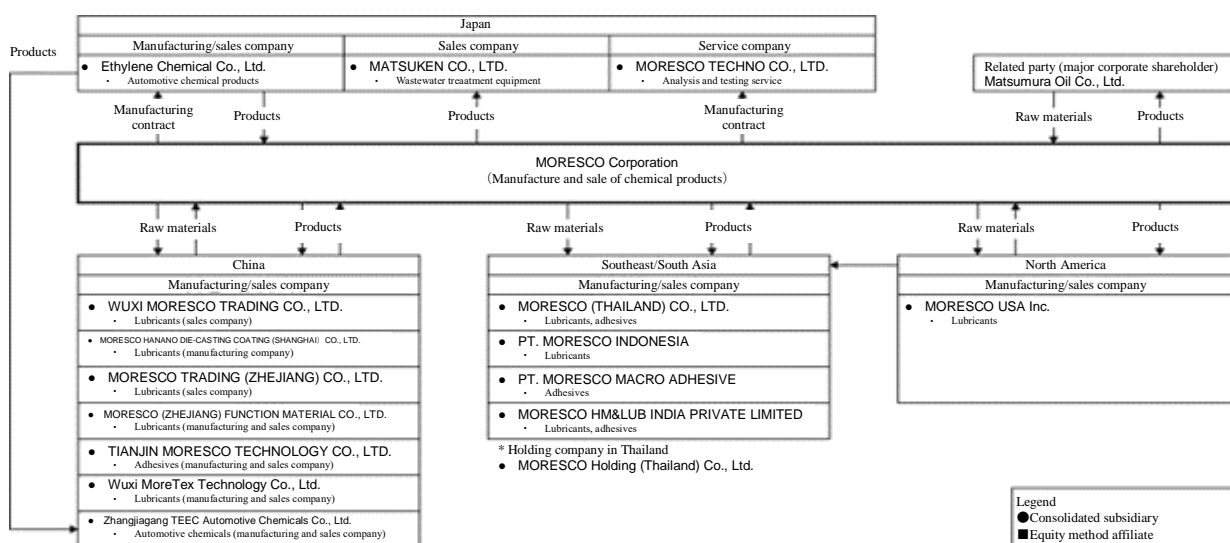 Japan
Products
Manufacturing/sales company
Sales company
Service company
● Ethylene Chemical Co., Ltd.
・ Automotive chemical products
● MATSUKEN CO., LTD.
・ Wastewater treatment equipment
● MORESCO TECHNO CO., LTD.
・ Analysis and testing service
Related party (major corporate shareholder)
Matsumura Oil Co., Ltd.
Manufacturing
contract
Products
Products
Manufacturing
contract
Raw materials
Products
MORESCO Corporation
(Manufacture and sale of chemical products)
Raw materials
Products
Raw materials
Products
Raw materials
Products
China
Manufacturing/sales company
● WUXI MORESCO TRADING CO., LTD.
・ Lubricants (sales company)
● MORESCO HANANO DIE-CASTING COATING (SHANGHAI) CO., LTD.
・ Lubricants (manufacturing company)
● MORESCO TRADING (ZHEJIANG) CO., LTD.
・ Lubricants (sales company)
● MORESCO (ZHEJIANG) FUNCTION MATERIAL CO., LTD.
・ Lubricants (manufacturing and sales company)
● TIANJIN MORESCO TECHNOLOGY CO., LTD.
・ Adhesives (manufacturing and sales company)
● Wuxi MoreTex Technology Co., Ltd.
・ Lubricants (manufacturing and sales company)
● Zhangjiagang TEEC Automotive Chemicals Co., Ltd.
・ Automotive chemicals (manufacturing and sales company)
Southeast/South Asia
Manufacturing/sales company
● MORESCO (THAILAND) CO., LTD.
・ Lubricants, adhesives
● PT. MORESCO INDONESIA
・ Lubricants
● PT. MORESCO MACRO ADHESIVE
・ Adhesives
● MORESCO HM&LUB INDIA PRIVATE LIMITED
・ Lubricants, adhesives
* Holding company in Thailand
● MORESCO Holding (Thailand) Co., Ltd.
North America
Manufacturing/sales company
● MORESCO USA Inc.
・ Lubricants
Legend
●Consolidated subsidiary
■Equity method affiliate